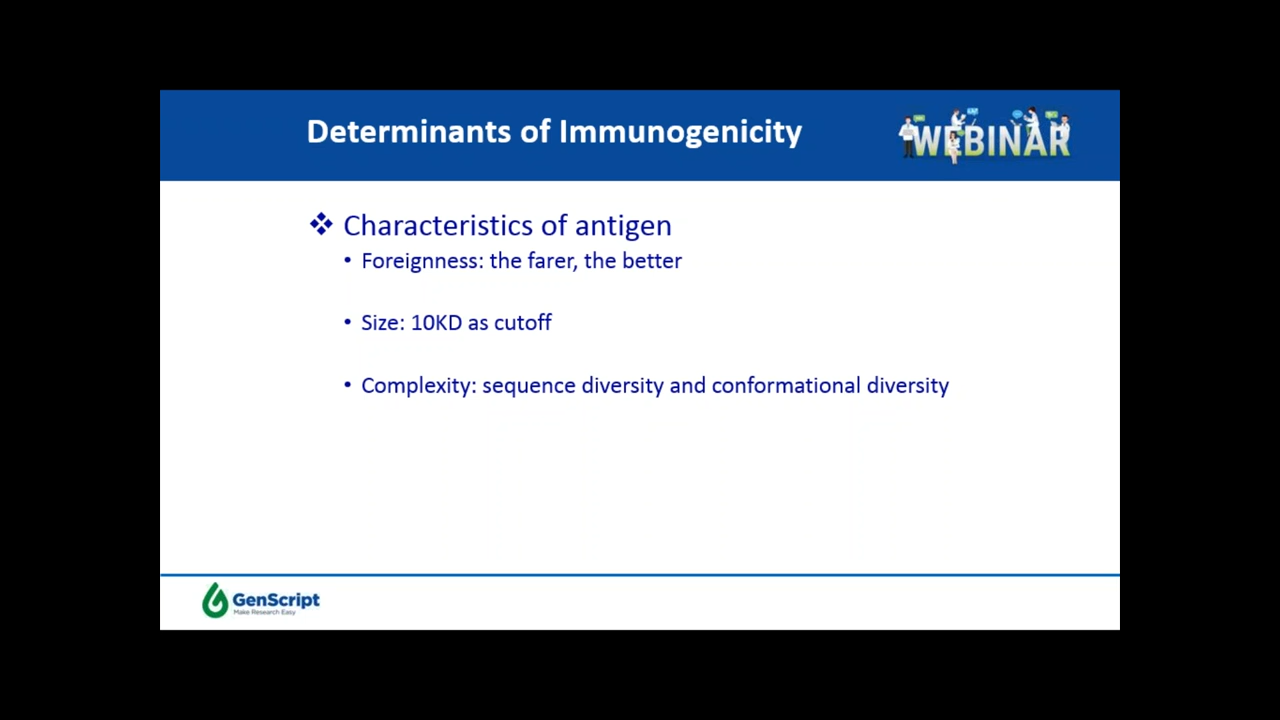 Determinants of Immunogenicity
WEBINAR
❖ Characteristics of antigen
• Foreignness: the farer, the better
• Size: 10KD as cutoff
• Complexity: sequence diversity and conformational diversity
GenScript
Make Research Easy